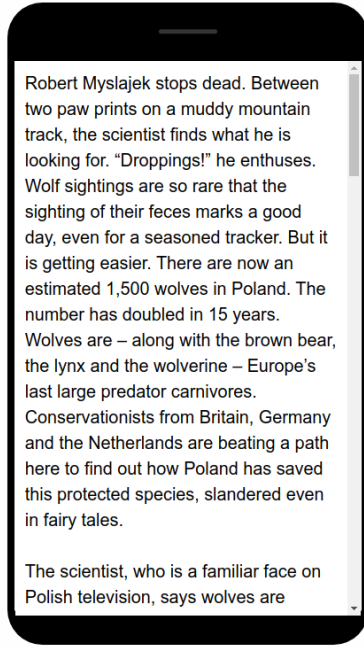 Robert Myslajek stops dead. Between
two paw prints on a muddy mountain
track, the scientist finds what he is
looking for. “Droppings!” he enthuses.
Wolf sightings are so rare that the
sighting of their feces marks a good
day, even for a seasoned tracker. But it
is getting easier. There are now an
estimated 1,500 wolves in Poland. The
number has doubled in 15 years.
Wolves are – along with the brown bear,
the lynx and the wolverine – Europe’s
last large predator carnivores.
Conservationists from Britain, Germany
and the Netherlands are beating a path
here to find out how Poland has saved
this protected species, slandered even
in fairy tales.

The scientist, who is a familiar face on
Polish television, says wolves are